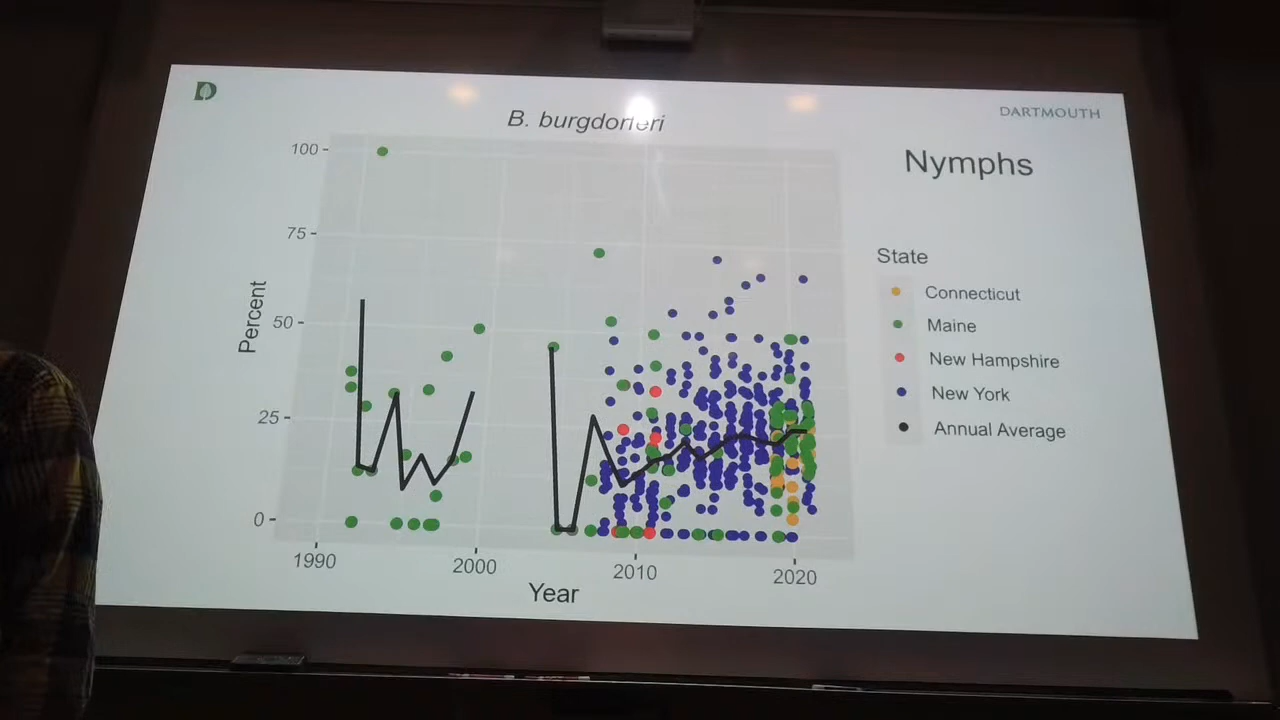 D
DARTMOUTH
B. burgdorferi
Nymphs
100
75
50
25
0
Percent
1990
2000
2010
2020
Year
State
Connecticut
Maine
New Hampshire
New York
Annual Average